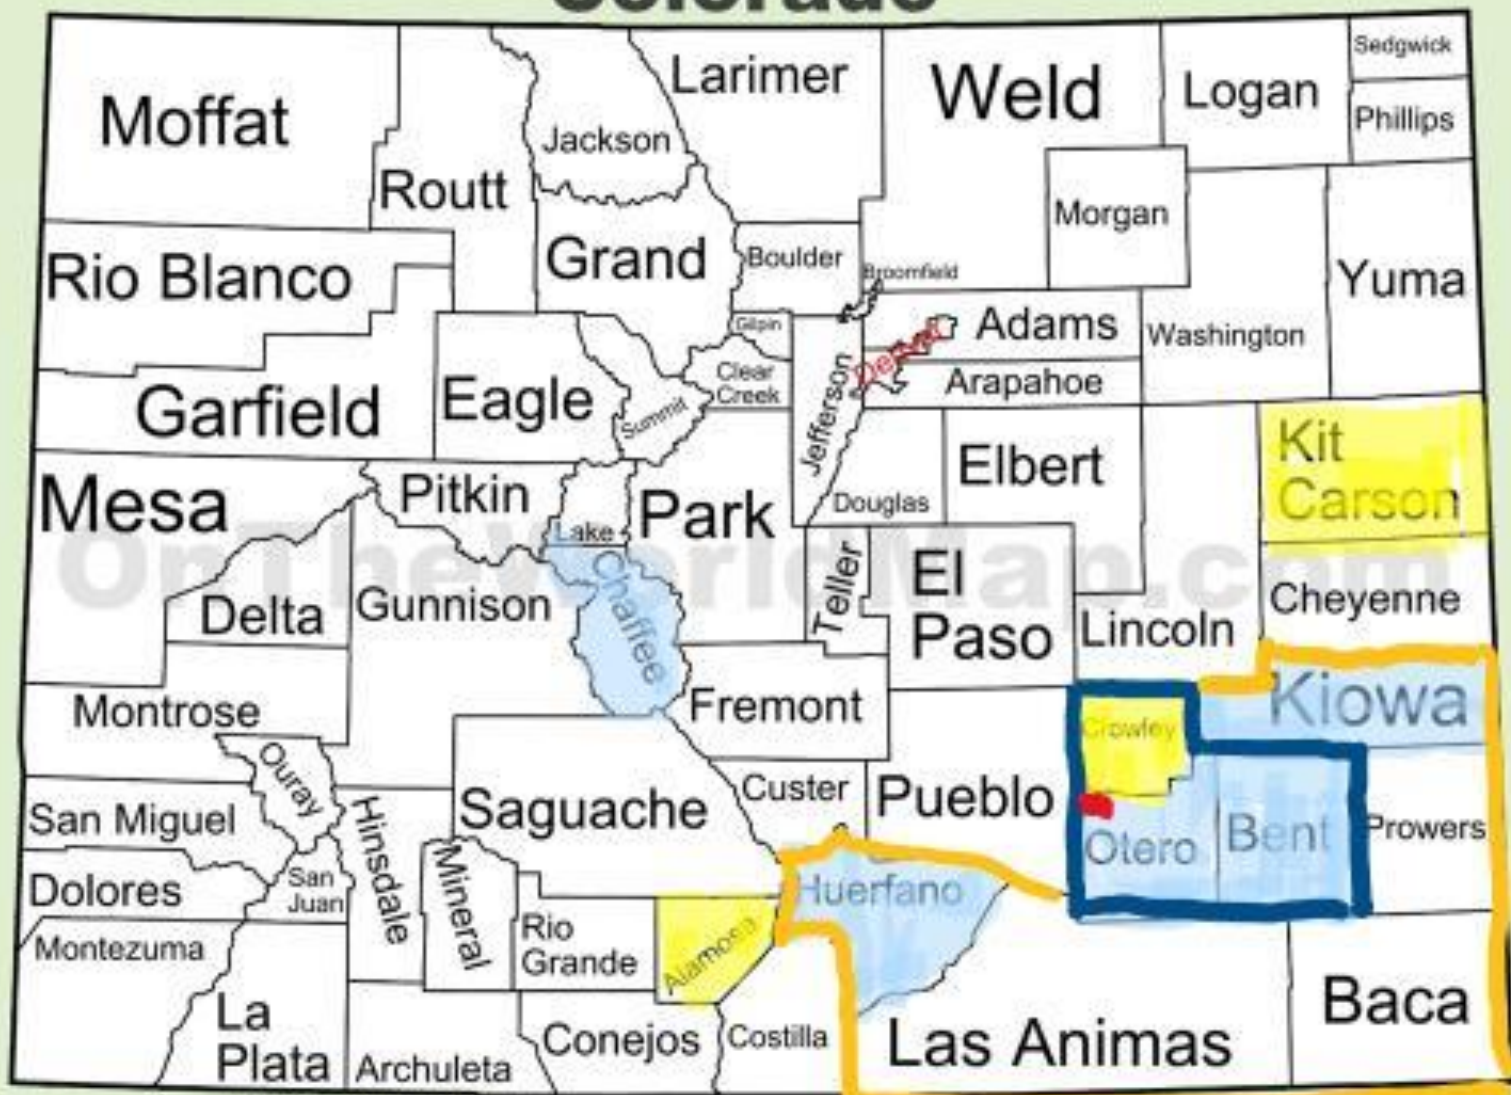 Colorado
Sedgwick
Larimer
Weld
Logan
Moffat
Phillips
Jackson
Routt
Morgan
Grand
Boulder
Rio Blanco
Broomfield
Yuma
Gilpin
Adams
Washington
Denver
Clear
Creek
Arapahoe
Eagle
Garfield
Summit
Jefferson
Kit
Carson
Elbert
Pitkin
Mesa
Park
Douglas
Lake
OnTheWorldMap.com
El
Paso
Teller
Chaffee
Gunnison
Delta
Cheyenne
Lincoln
Kiowa
Montrose
Fremont
Crowley
Ouray
Custer
Pueblo
Saguache
San Miguel
Hinsdale
Prowers
Otero
Bent
Mineral
San
Juan
Dolores
Huerfano
Rio
Grande
Alamosa
Montezuma
La
Plata
Baca
Conejos
Costilla
Las Animas
Archuleta